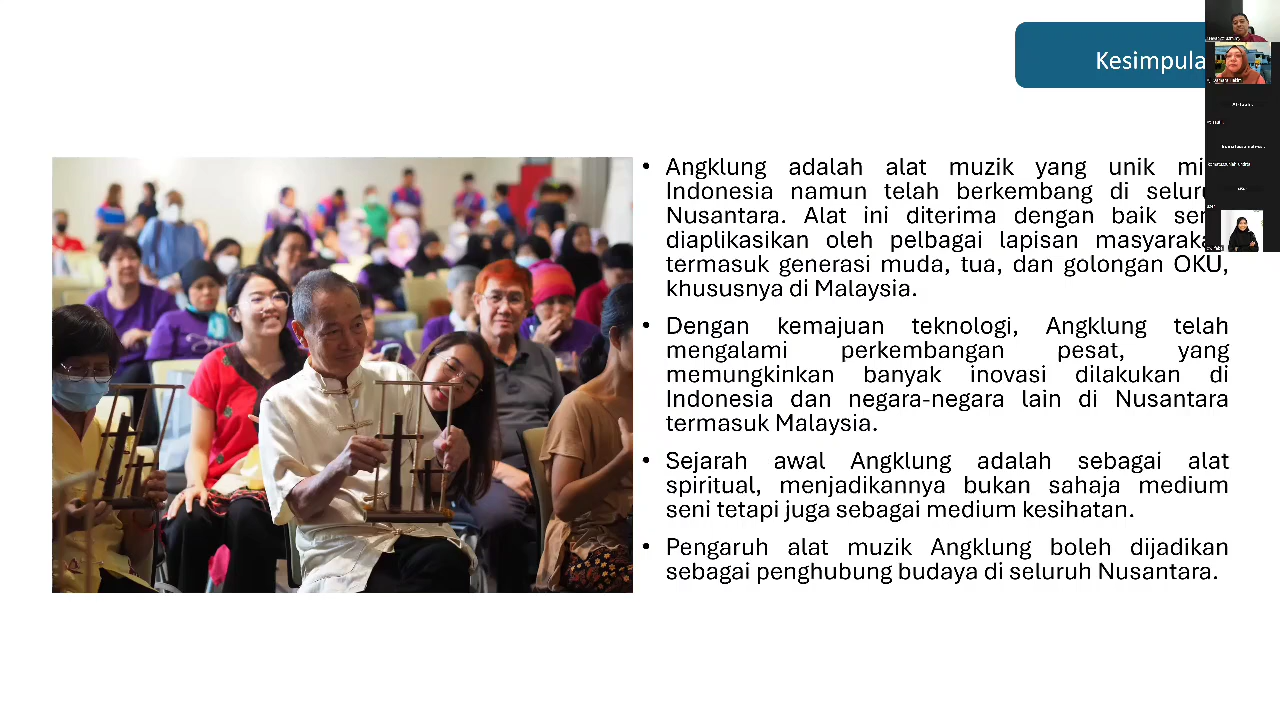 Kesimpula
• Angklung adalah alat muzik yang unik mi
Indonesia namun telah berkembang di selur
Nusantara. Alat ini diterima dengan baik ser
diaplikasikan oleh pelbagai lapisan masyaraka
termasuk generasi muda, tua, dan golongan OKU,
khususnya di Malaysia.
• Dengan kemajuan teknologi, Angklung telah
mengalami perkembangan pesat, yang
memungkinkan banyak inovasi dilakukan di
Indonesia dan negara-negara lain di Nusantara
termasuk Malaysia.
• Sejarah awal Angklung adalah sebagai alat
spiritual, menjadikannya bukan sahaja medium
seni tetapi juga sebagai medium kesihatan.
• Pengaruh alat muzik Angklung boleh dijadikan
sebagai penghubung budaya di seluruh Nusantara.